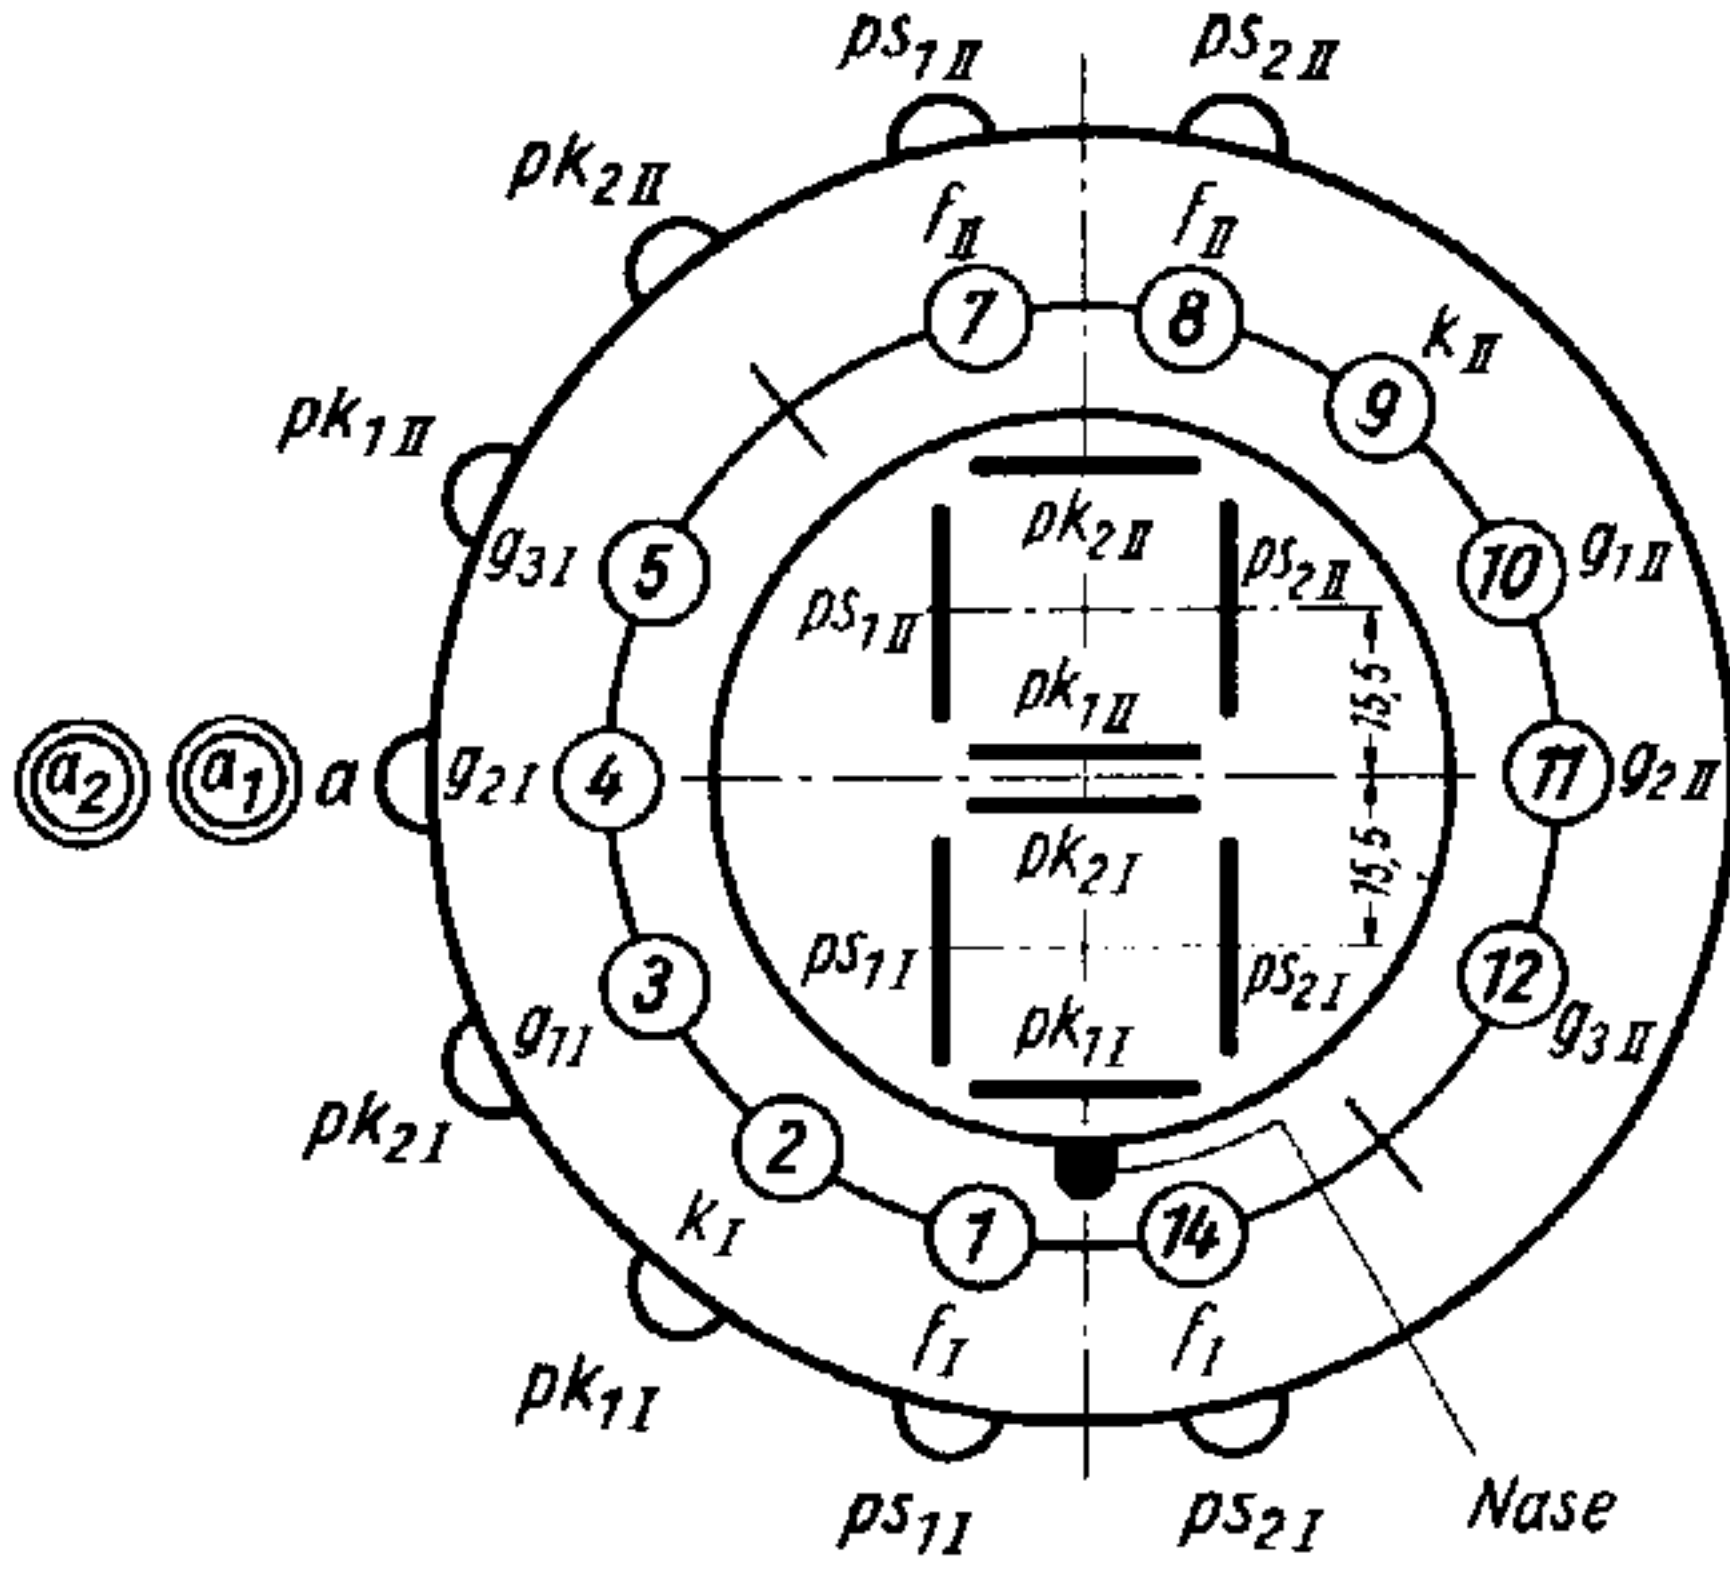 ps₁II ps₂II
pk₂II
fII fII
7 8
kII
9
pk₁II
pk₂II
g₃I 5 ps₂II 10 g₁II
ps₁II
15,5
pk₁II
a₂ a₁ a g₂I 4 11 g₂II
pk₂I
15,5
ps₁I ps₂I
3 12
g₁I pk₁I g₃II
pk₂I
2
kI
1 14
fI fI
pk₁I
ps₁I ps₂I Nase